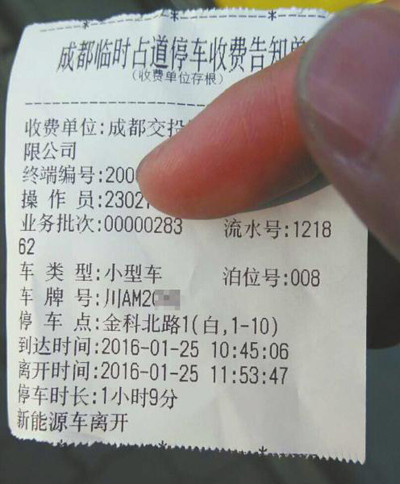 成都临时占道停车收费告知单
(收费单位存根)
收费单位:成都交投
限公司
终端编号:200
操 作 员:2302
业务批次:00000283 流水号:1218
62
车 类 型:小型车 泊位号:008
车 牌 号:川AM2
停 车 点:金科北路1(白,1-10)
到达时间:2016-01-25 10:45:06
离开时间:2016-01-25 11:53:47
停车时长:1小时9分
新能源车离开